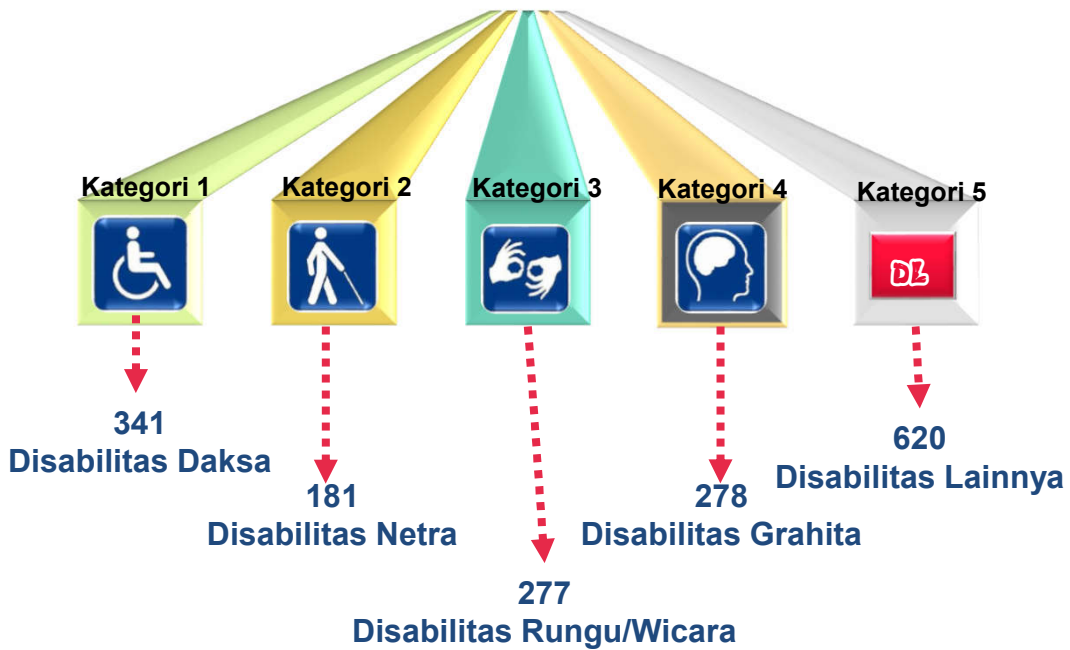 Kategori 1
Kategori 2
Kategori 3
Kategori 4
Kategori 5
DL
341
Disabilitas Daksa
181
Disabilitas Netra
277
Disabilitas Rungu/Wicara
278
Disabilitas Grahita
620
Disabilitas Lainnya